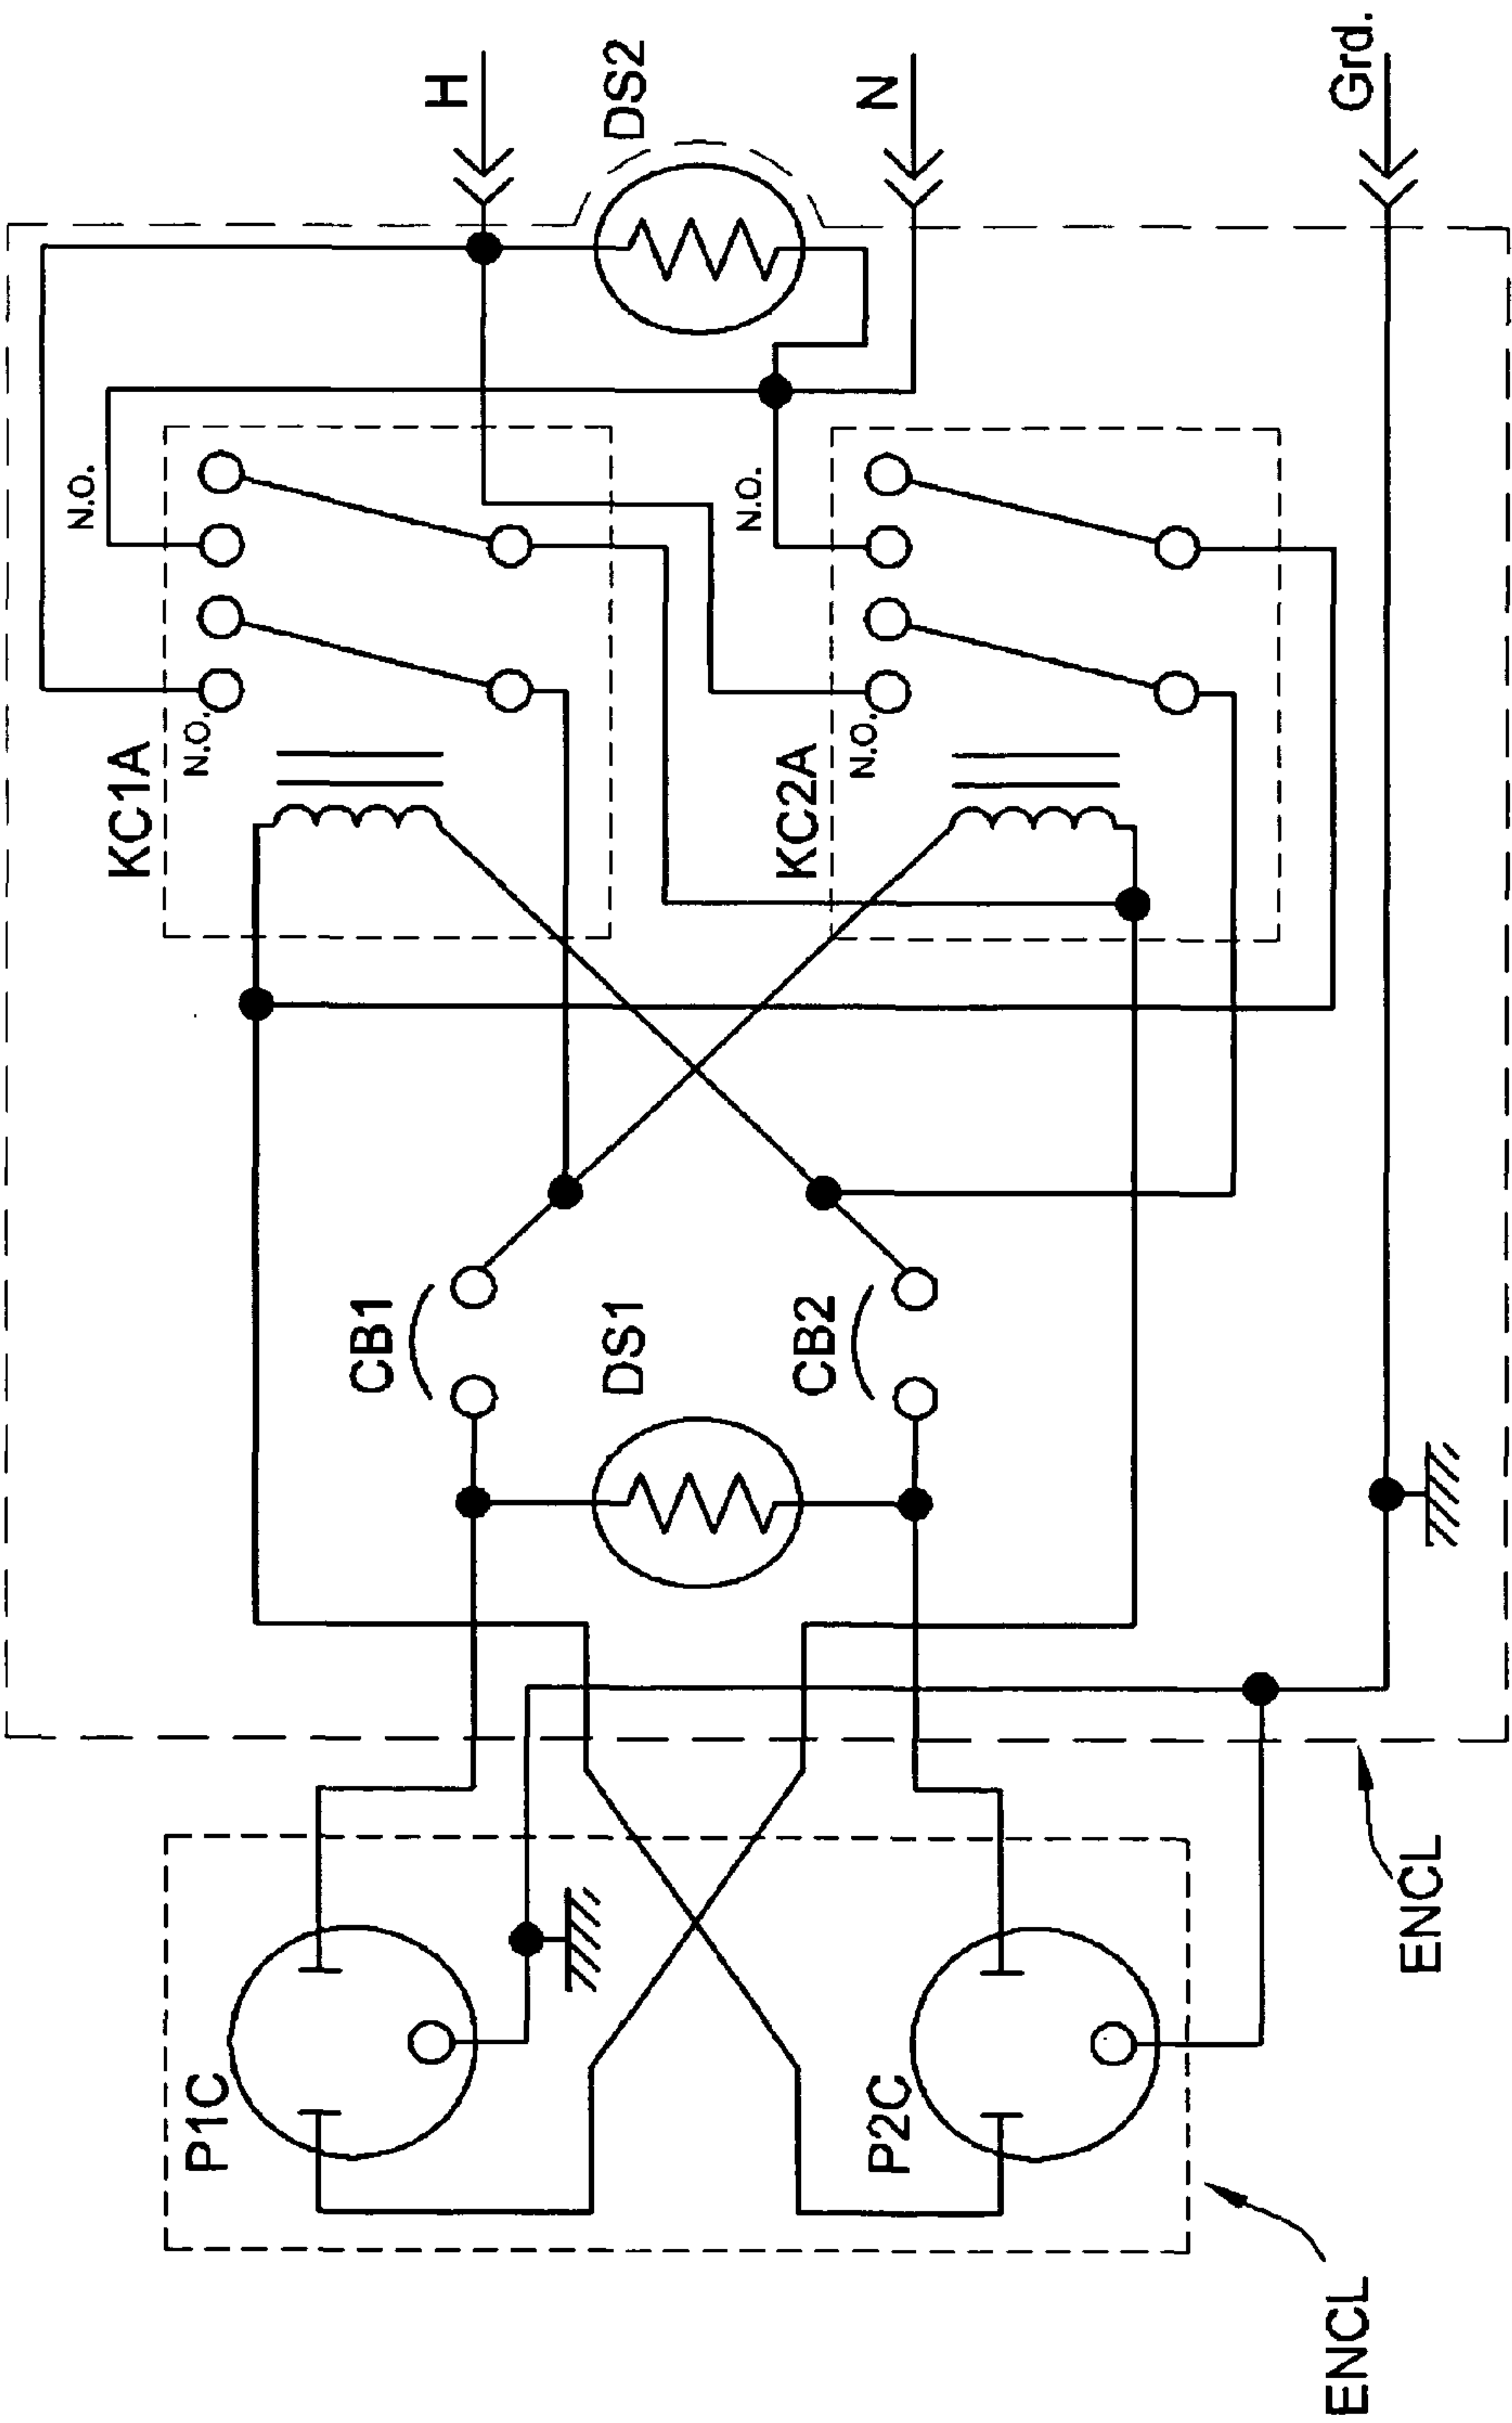 H
DS2
N
Grd.
N.O.
N.O.
KC1A
N.O.
KC2A
N.O.
CB1
DS1
CB2
P1C
P2C
ENCL
ENCL